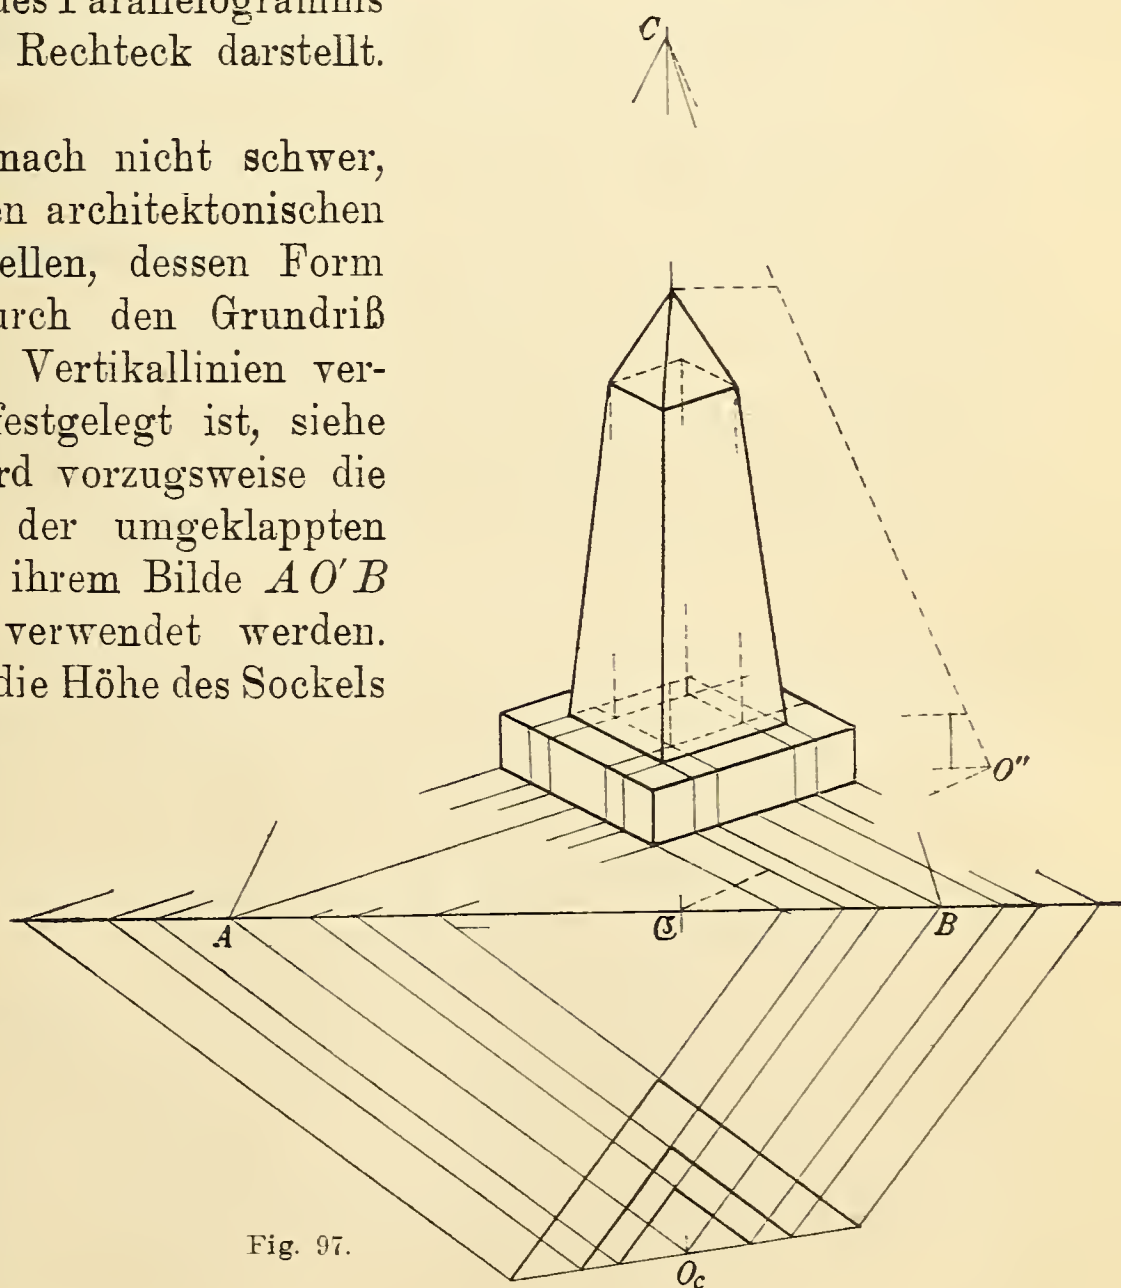 des Parallelogramms
Rechteck darstellt.
nach nicht schwer,
en architektonischen
ellen, dessen Form
urch den Grundriß
Vertikallinien ver-
festgelegt ist, siehe
rd vorzugsweise die
der umgeklappten
ihrem Bilde A O′ B
verwendet werden.
die Höhe des Sockels
C
O″
A
B
O_c
Fig. 97.